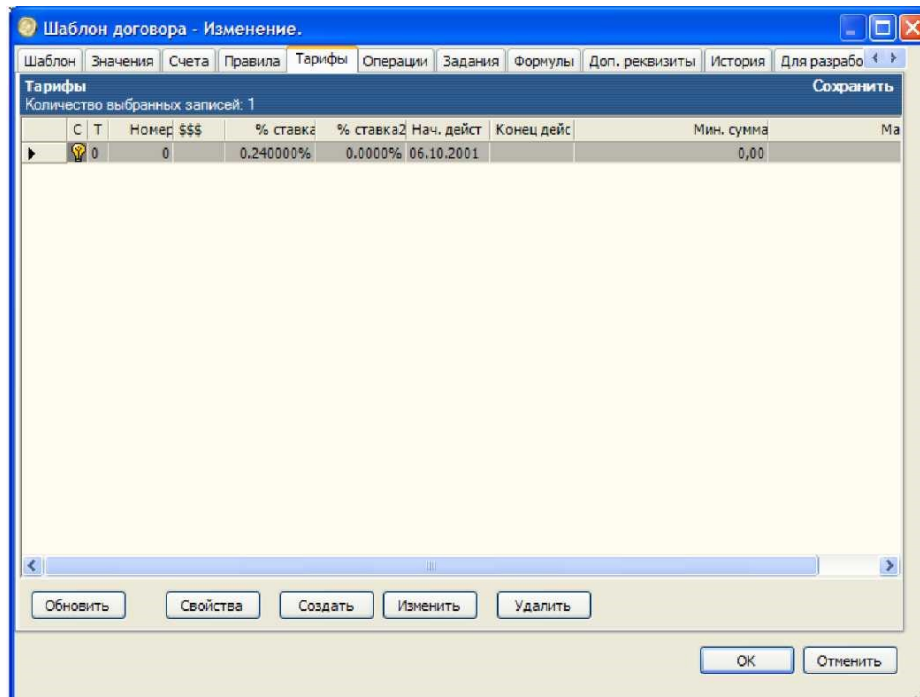 Шаблон договора - Изменение.
Шаблон Значения Счета Правила Тарифы Операции Задания Формулы Доп. реквизиты История Для разрабо
Тарифы Сохранить
Количество выбранных записей: 1
С Т Номер $$$ % ставка % ставка2 Нач. дейст Конец дейс Мин. сумма Ма
0 0 0.240000% 0.0000% 06.10.2001 0,00
Обновить Свойства Создать Изменить Удалить
ОК Отменить